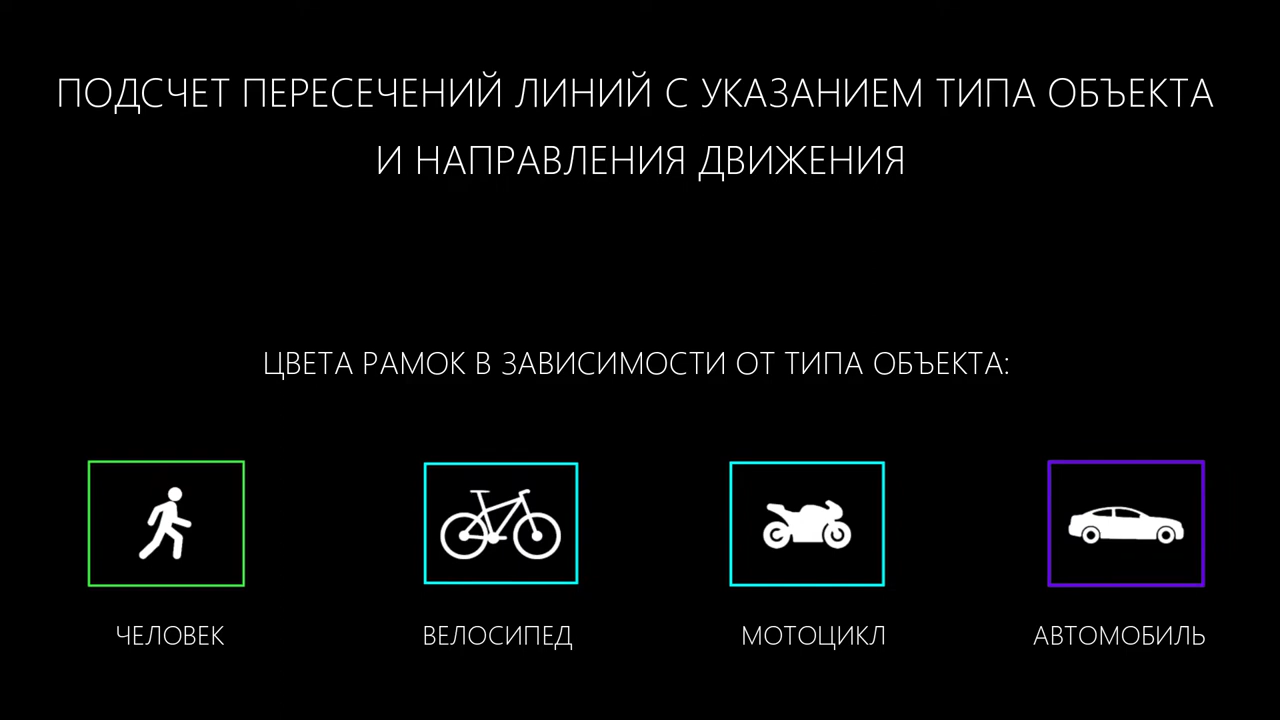 ПОДСЧЕТ ПЕРЕСЕЧЕНИЙ ЛИНИЙ С УКАЗАНИЕМ ТИПА ОБЪЕКТА
И НАПРАВЛЕНИЯ ДВИЖЕНИЯ
ЦВЕТА РАМОК В ЗАВИСИМОСТИ ОТ ТИПА ОБЪЕКТА:
ЧЕЛОВЕК
ВЕЛОСИПЕД
МОТОЦИКЛ
АВТОМОБИЛЬ